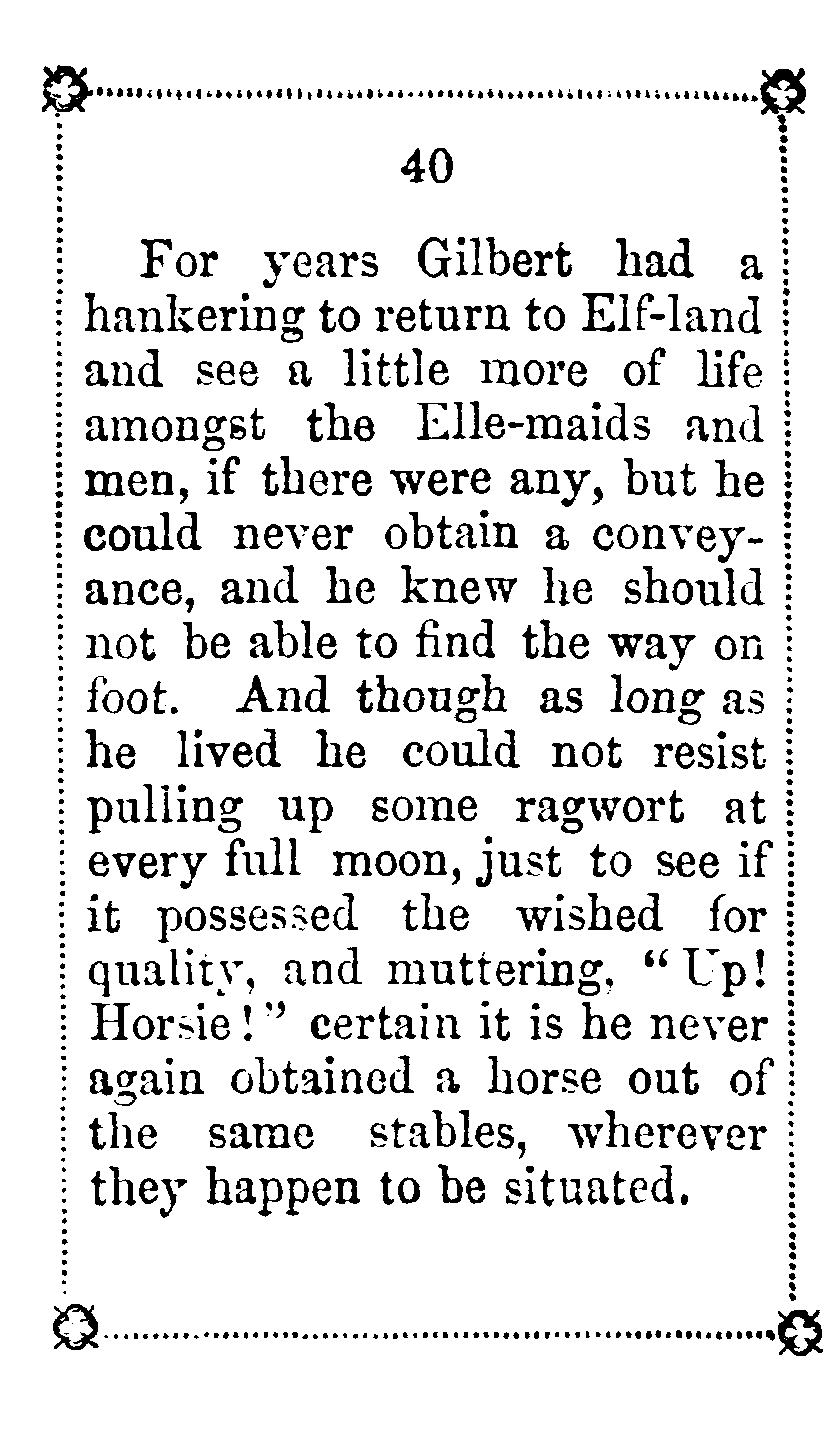 40
For years Gilbert had a
hankering to return to Elf-land
and see a little more of life
amongst the Elle-maids and
men, if there were any, but he
could never obtain a convey-
ance, and he knew he should
not be able to find the way on
foot. And though as long as
he lived he could not resist
pulling up some ragwort at
every full moon, just to see if
it possessed the wished for
quality, and muttering, “ Up!
Horsie!” certain it is he never
again obtained a horse out of
the same stables, wherever
they happen to be situated.